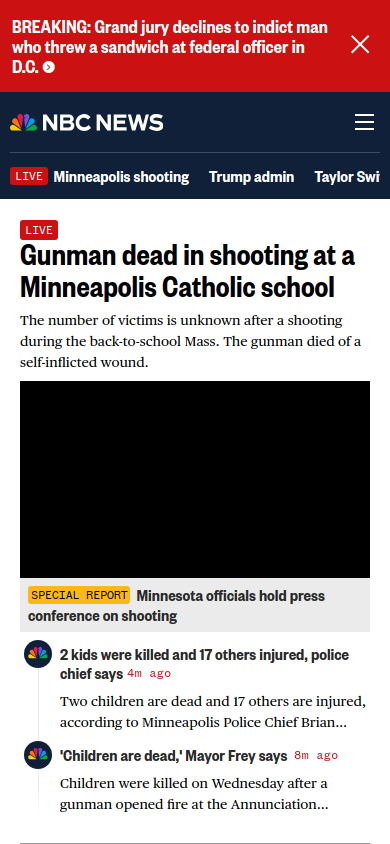 BREAKING: Grand jury declines to indict man
who threw a sandwich at federal officer in
D.C.
NBC NEWS
LIVE Minneapolis shooting Trump admin Taylor Swi
LIVE
Gunman dead in shooting at a
Minneapolis Catholic school
The number of victims is unknown after a shooting
during the back-to-school Mass. The gunman died of a
self-inflicted wound.
SPECIAL REPORT Minnesota officials hold press
conference on shooting
2 kids were killed and 17 others injured, police
chief says 4m ago
Two children are dead and 17 others are injured,
according to Minneapolis Police Chief Brian...
'Children are dead,' Mayor Frey says 8m ago
Children were killed on Wednesday after a
gunman opened fire at the Annunciation...